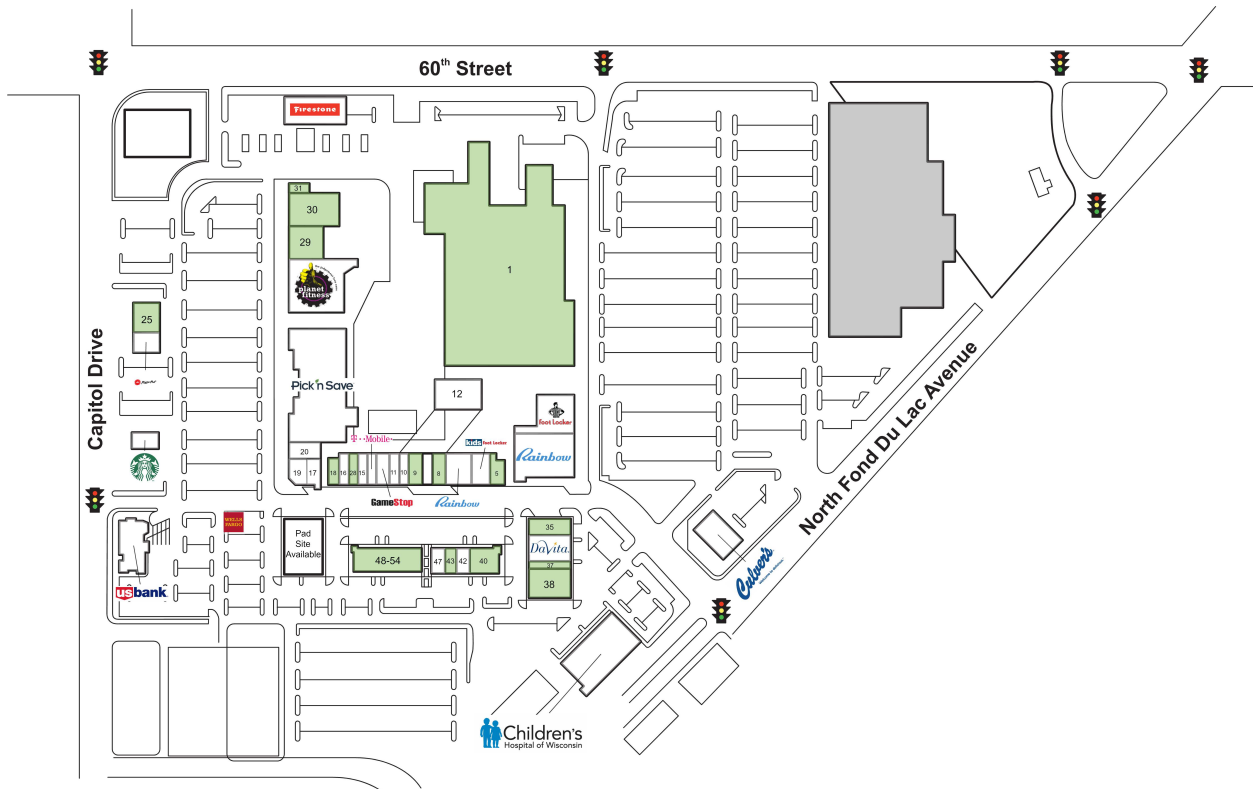 60th Street
Firestone
31
30
29
1
planet
fitness
25
Capitol Drive
Pick'n Save
12
Foot Locker
T··Mobile·
kids Foot Locker
Rainbow
20
19
17
18
16
28
15
11
10
9
8
5
GameStop
Rainbow
North Fond Du Lac Avenue
WELLS
FARGO
Pad
Site
Available
35
DaVita.
37
38
48-54
47
43
42
40
Culver's
usbank
Children's
Hospital of Wisconsin